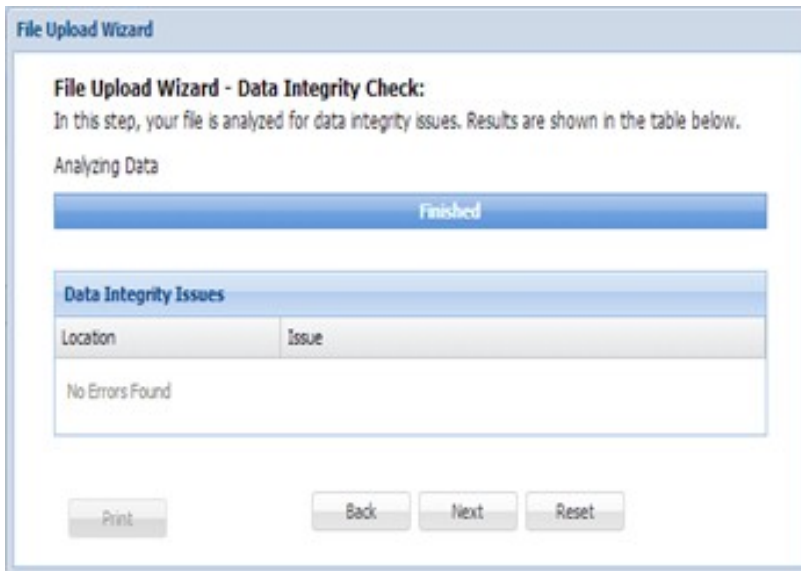 File Upload Wizard
File Upload Wizard - Data Integrity Check:
In this step, your file is analyzed for data integrity issues. Results are shown in the table below.
Analyzing Data
Finished
Data Integrity Issues
Location Issue
No Errors Found
Print Back Next Reset